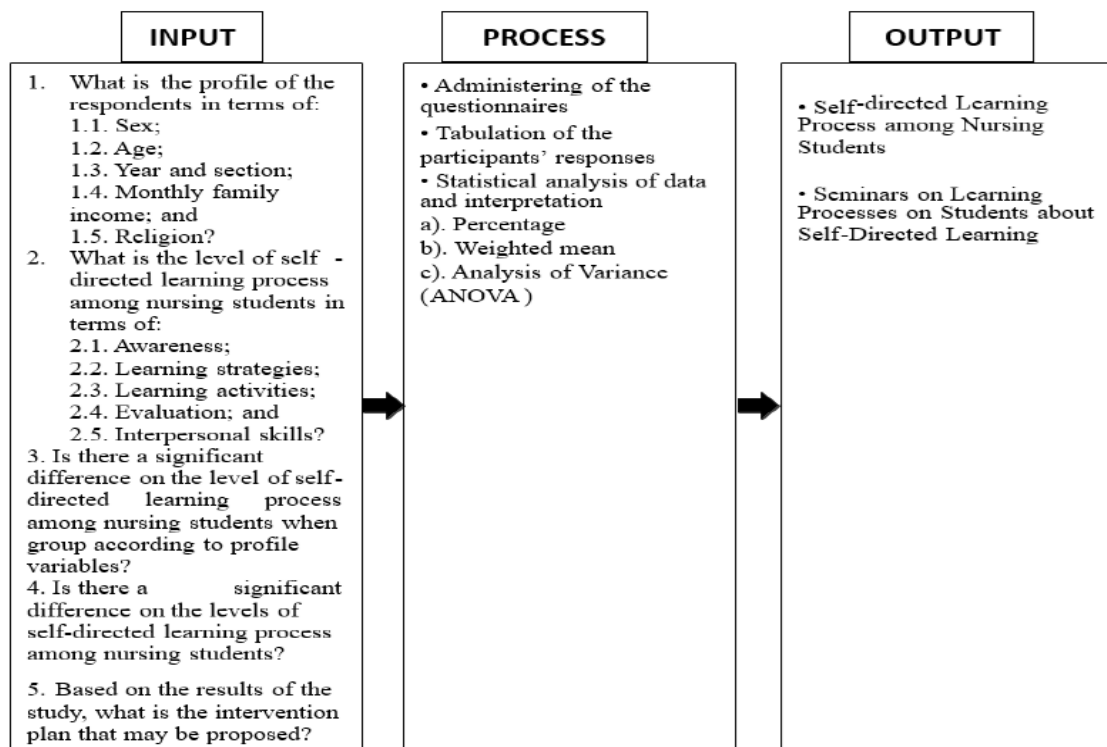 INPUT
1. What is the profile of the
respondents in terms of:
1.1. Sex;
1.2. Age;
1.3. Year and section;
1.4. Monthly family
income; and
1.5. Religion?
2. What is the level of self -
directed learning process
among nursing students in
terms of:
2.1. Awareness;
2.2. Learning strategies;
2.3. Learning activities;
2.4. Evaluation; and
2.5. Interpersonal skills?
3. Is there a significant
difference on the level of self-
directed learning process
among nursing students when
group according to profile
variables?
4. Is there a significant
difference on the levels of
self-directed learning process
among nursing students?
5. Based on the results of the
study, what is the intervention
plan that may be proposed?
PROCESS
• Administering of the
questionnaires
• Tabulation of the
participants’ responses
• Statistical analysis of data
and interpretation
a). Percentage
b). Weighted mean
c). Analysis of Variance
(ANOVA )
OUTPUT
• Self-directed Learning
Process among Nursing
Students
• Seminars on Learning
Processes on Students about
Self-Directed Learning